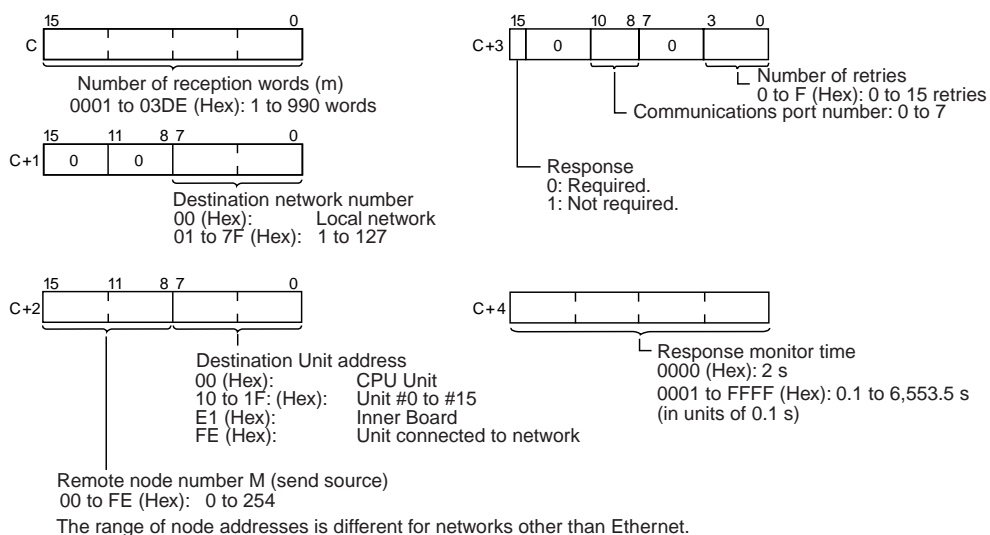 15 0
C
Number of reception words (m)
0001 to 03DE (Hex): 1 to 990 words
15 11 8 7 0
C+1 0 0
Destination network number
00 (Hex): Local network
01 to 7F (Hex): 1 to 127
15 11 8 7 0
C+2
Destination Unit address
00 (Hex): CPU Unit
10 to 1F: (Hex): Unit #0 to #15
E1 (Hex): Inner Board
FE (Hex): Unit connected to network
Remote node number M (send source)
00 to FE (Hex): 0 to 254
The range of node addresses is different for networks other than Ethernet.
15 10 8 7 3 0
C+3 0 0
Number of retries
0 to F (Hex): 0 to 15 retries
Communications port number: 0 to 7
Response
0: Required.
1: Not required.
C+4
Response monitor time
0000 (Hex): 2 s
0001 to FFFF (Hex): 0.1 to 6,553.5 s
(in units of 0.1 s)